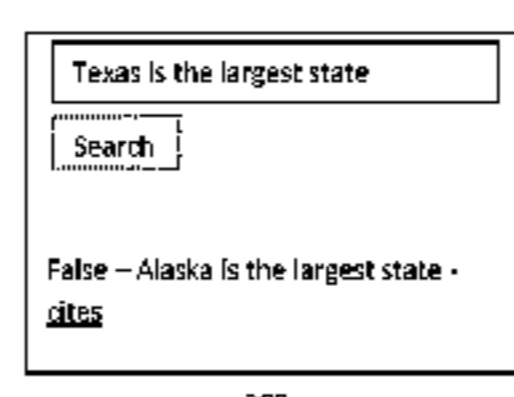 Texas is the largest state
Search
False – Alaska is the largest state -
cites